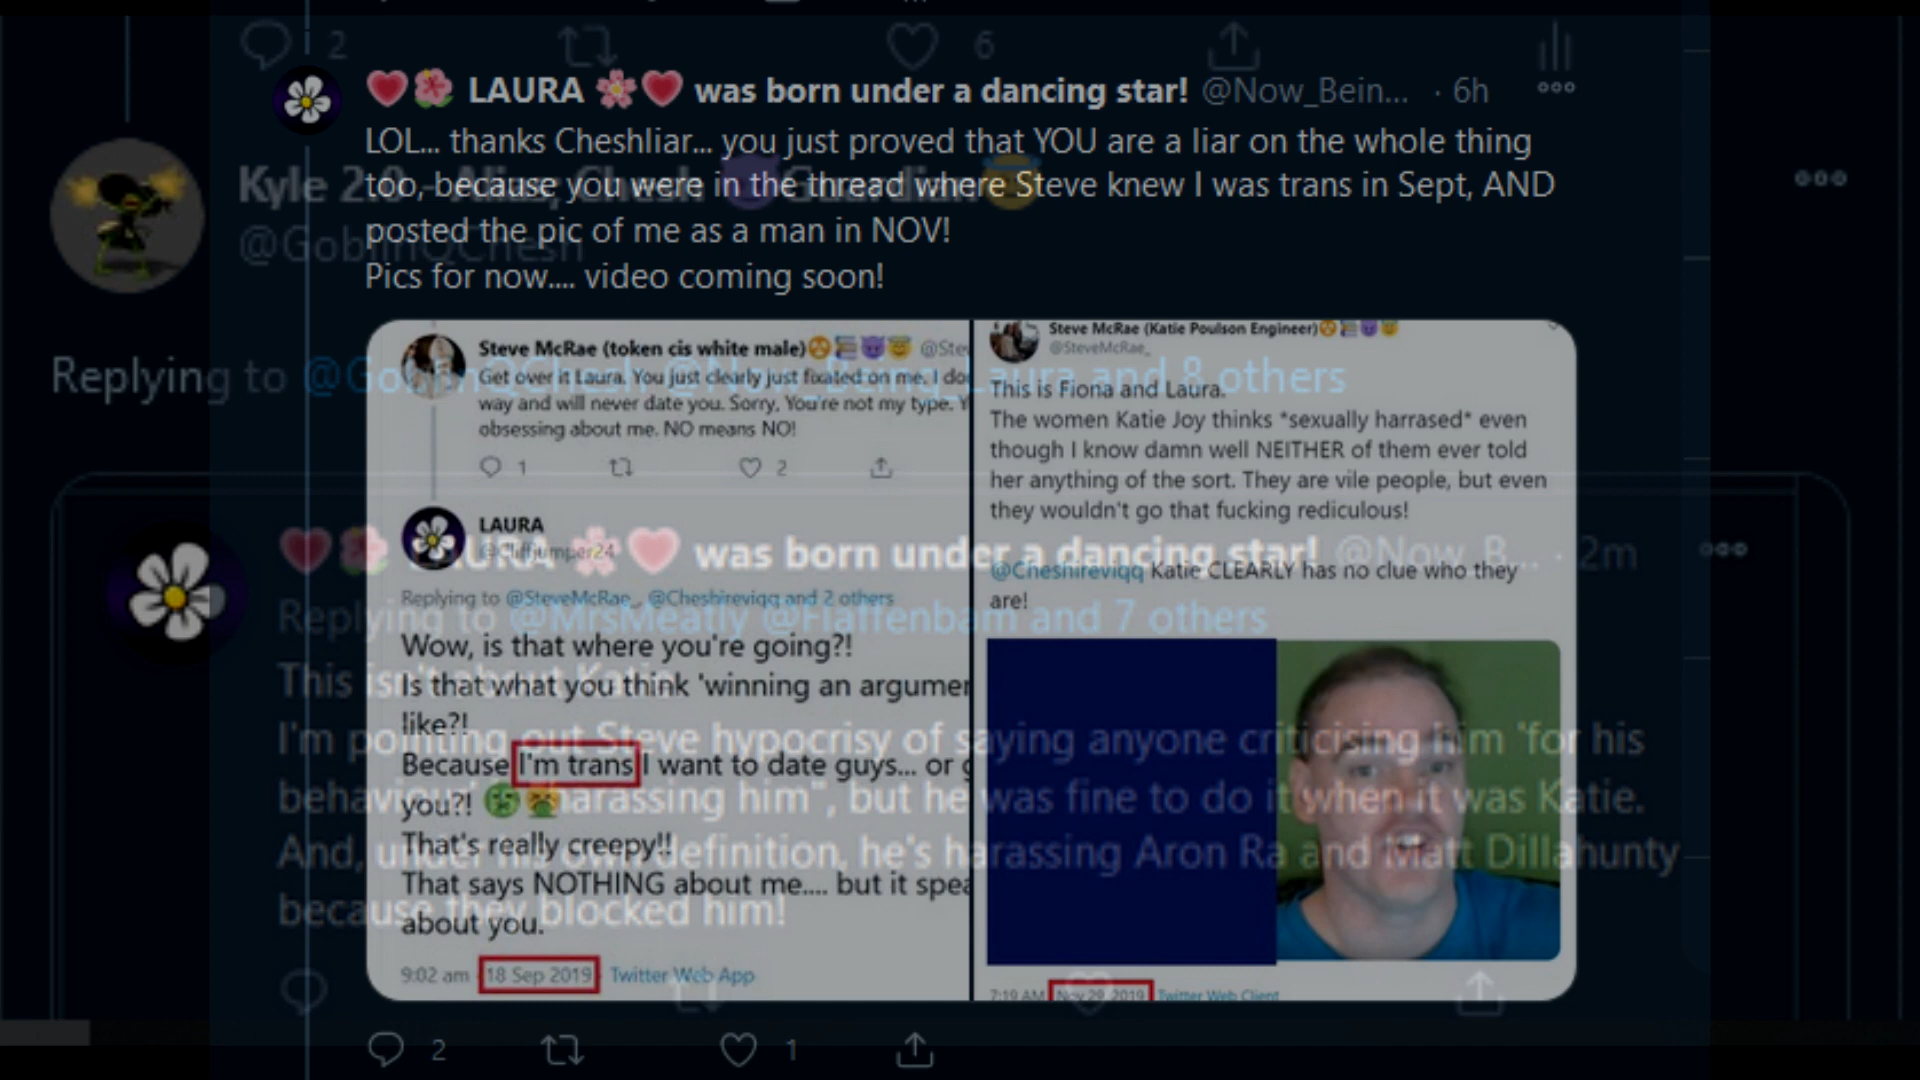 2
6
LAURA was born under a dancing star! @Now_Bein... · 6h
LOL... thanks Cheshliar... you just proved that YOU are a liar on the whole thing
too, because you were in the thread where Steve knew I was trans in Sept, AND
posted the pic of me as a man in NOV!
Pics for now.... video coming soon!
Steve McRae (token cis white male) @Ste
Get over it Laura. You just clearly just fixated on me. I do
way and will never date you. Sorry, You're not my type. Y
obsessing about me. NO means NO!
1
2
LAURA
@Cliffjumper24
Replying to @SteveMcRae_, @Cheshireviqq and 2 others
Wow, is that where you're going?!
Is that what you think 'winning an argumen
like?!
Because I'm trans I want to date guys... or g
you?!
That's really creepy!!
That says NOTHING about me.... but it spea
about you.
9:02 am · 18 Sep 2019 · Twitter Web App
Steve McRae (Katie Poulson Engineer)
@SteveMcRae_
This is Fiona and Laura.
The women Katie Joy thinks *sexually harrased* even
though I know damn well NEITHER of them ever told
her anything of the sort. They are vile people, but even
they wouldn't go that fucking rediculous!
@Cheshireviqq Katie CLEARLY has no clue who they
are!
7:19 AM · Nov 29, 2019 · Twitter Web Client
2
1
Kyle 2.0 - Alias, Chesh Guardian
@GoblinQChesh
Replying to and 8 others
LAURA was born under a dancing star! @Now_B... · 2m
Replying to @MrsMeatly @Flaffenbam and 7 others
This isn't about Katie.
I'm pointing out Steve hypocrisy of saying anyone criticising him 'for his
behaviour' "harassing him", but he was fine to do it when it was Katie.
And, under his own definition, he's harassing Aron Ra and Matt Dillahunty
because they blocked him!